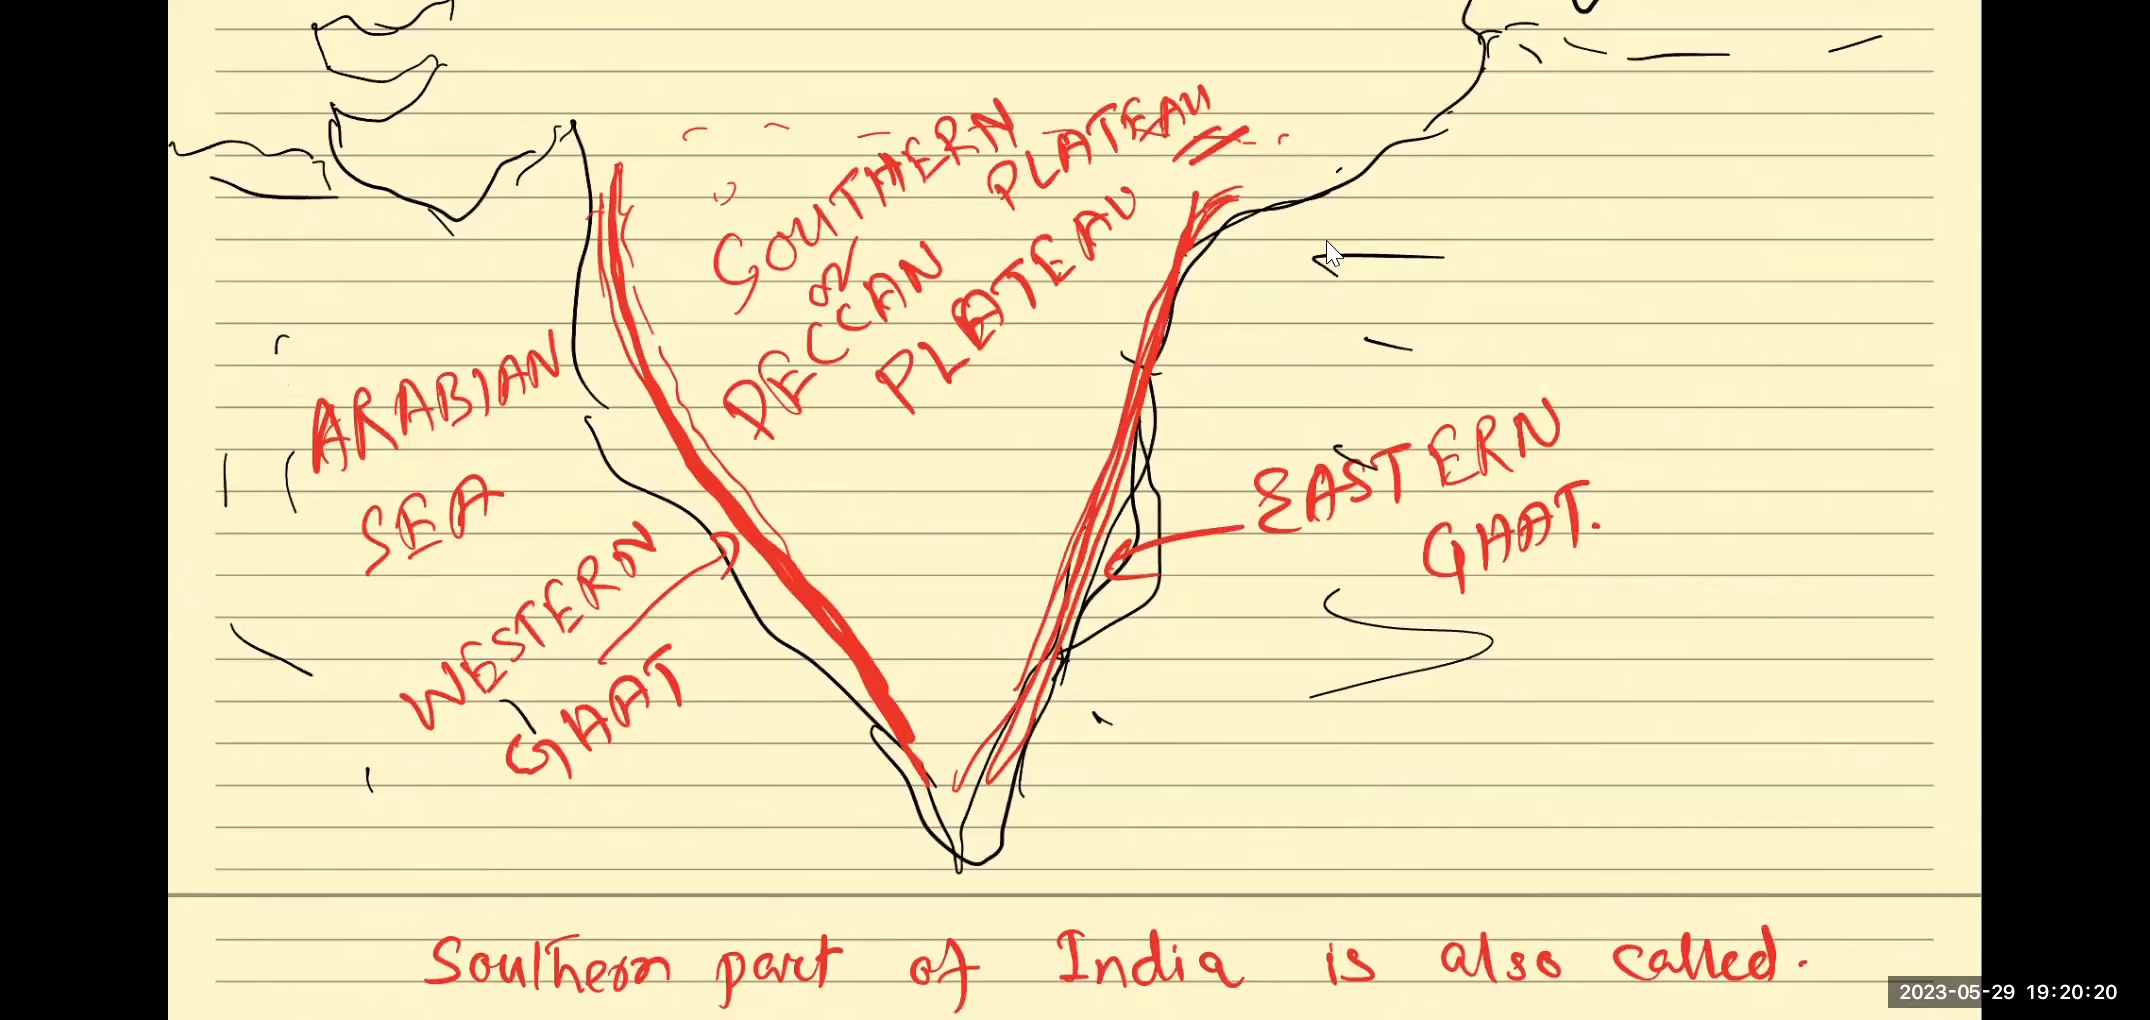 SOUTHERN PLATEAU
or
DECCAN PLATEAU
ARABIAN
SEA
WESTERN
GHAT
EASTERN
GHAT.
Southern part of India is also called.
2023-05-29 19:20:20